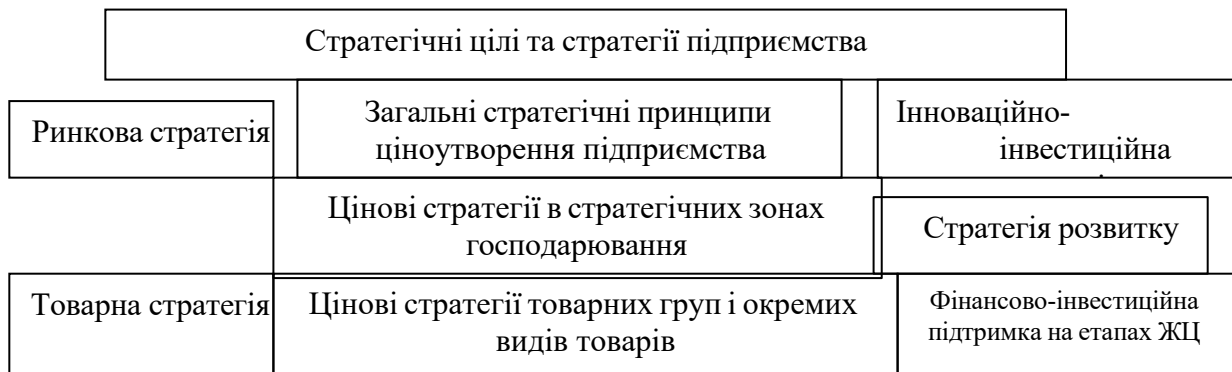 Стратегічні цілі та стратегії підприємства
Ринкова стратегія
Загальні стратегічні принципи
ціноутворення підприємства
Інноваційно-
інвестиційна
Цінові стратегії в стратегічних зонах
господарювання
Стратегія розвитку
Товарна стратегія
Цінові стратегії товарних груп і окремих
видів товарів
Фінансово-інвестиційна
підтримка на етапах ЖЦ